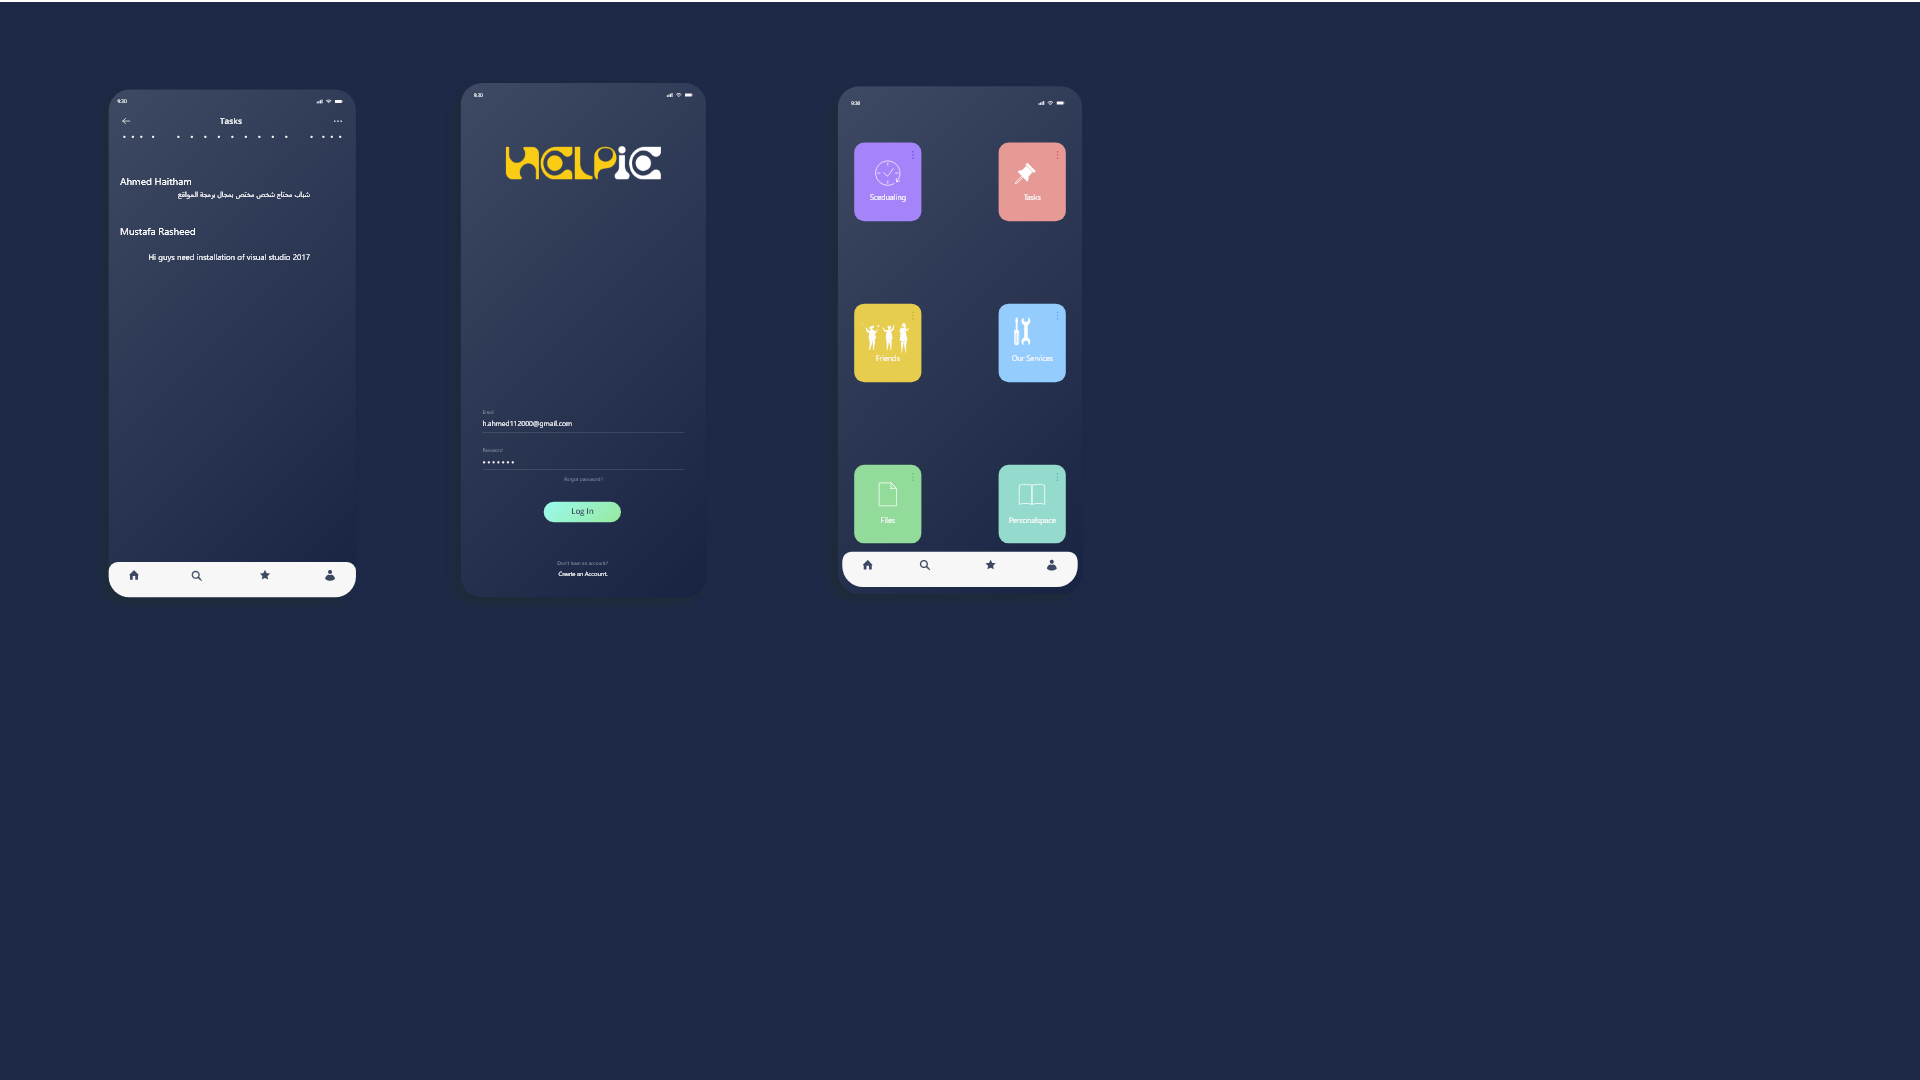 9:30
Tasks
Ahmed Haitham
شباب محتاج شخص مختص بمجال برمجة المواقع
Mustafa Rasheed
Hi guys need installation of visual studio 2017
9:30
HELPiC
Email
h.ahmed112000@gmail.com
Password
Forgot password?
Log In
Don't have an account?
Create an Account.
9:30
Scedualing
Tasks
Friends
Our Services
Files
Personalspace